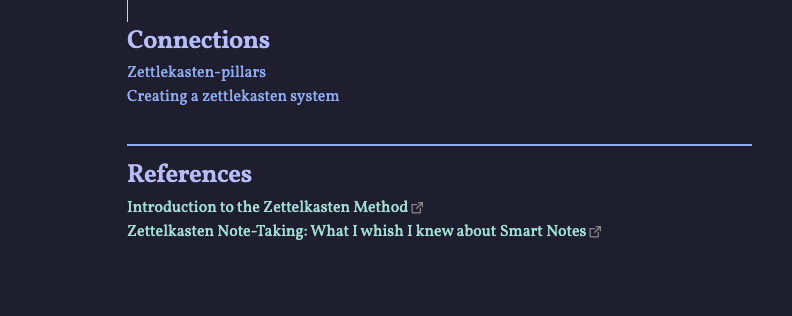 Connections
Zettlekasten-pillars
Creating a zettlekasten system
References
Introduction to the Zettelkasten Method
Zettelkasten Note-Taking: What I whish I knew about Smart Notes